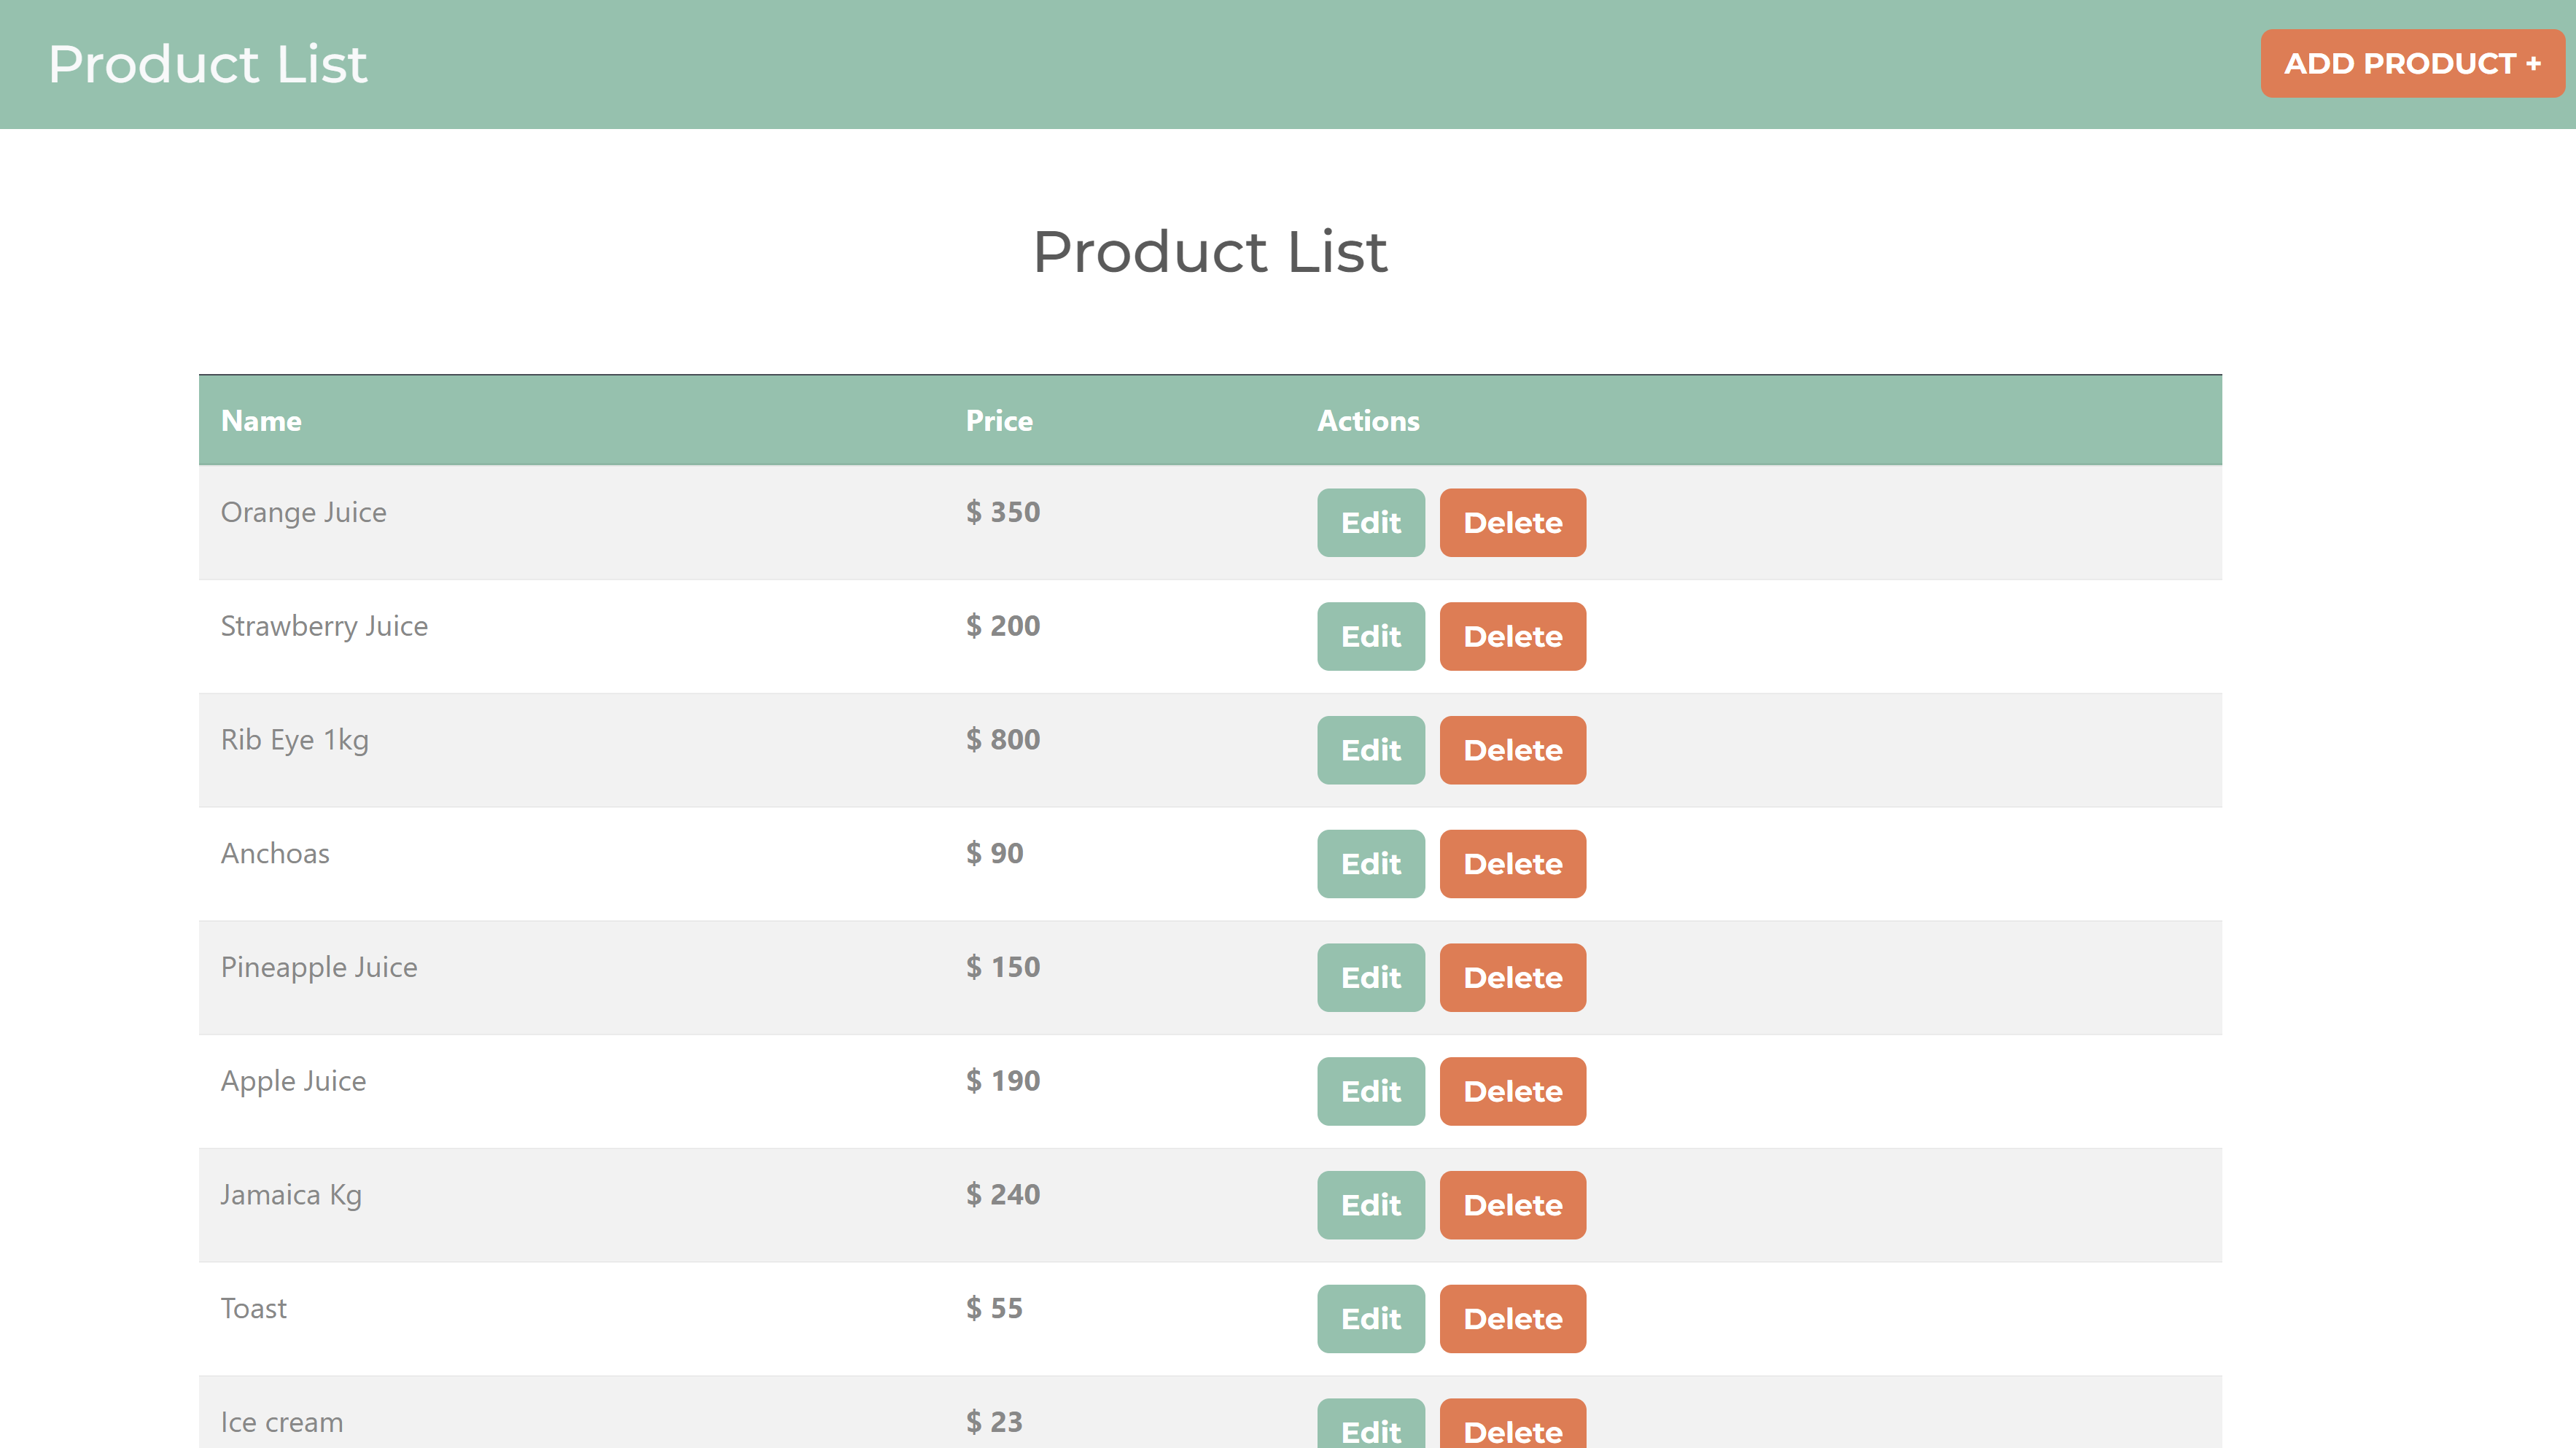 Product List
ADD PRODUCT +
Product List
Name Price Actions
Orange Juice $ 350 Edit Delete
Strawberry Juice $ 200 Edit Delete
Rib Eye 1kg $ 800 Edit Delete
Anchoas $ 90 Edit Delete
Pineapple Juice $ 150 Edit Delete
Apple Juice $ 190 Edit Delete
Jamaica Kg $ 240 Edit Delete
Toast $ 55 Edit Delete
Ice cream $ 23 Edit Delete